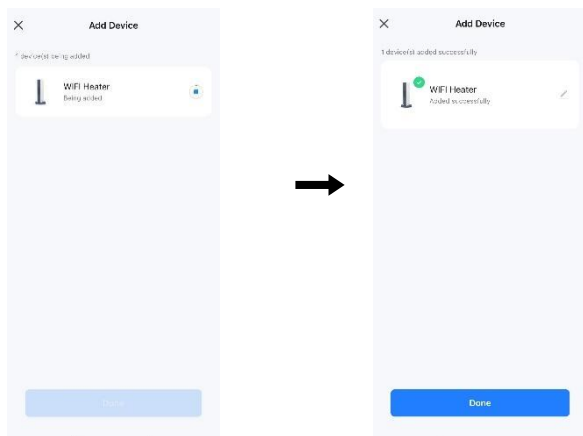 Add Device
1 device(s) being added
WIFI Heater
Being added
Done
Add Device
1 device(s) added successfully
WIFI Heater
Added successfully
Done